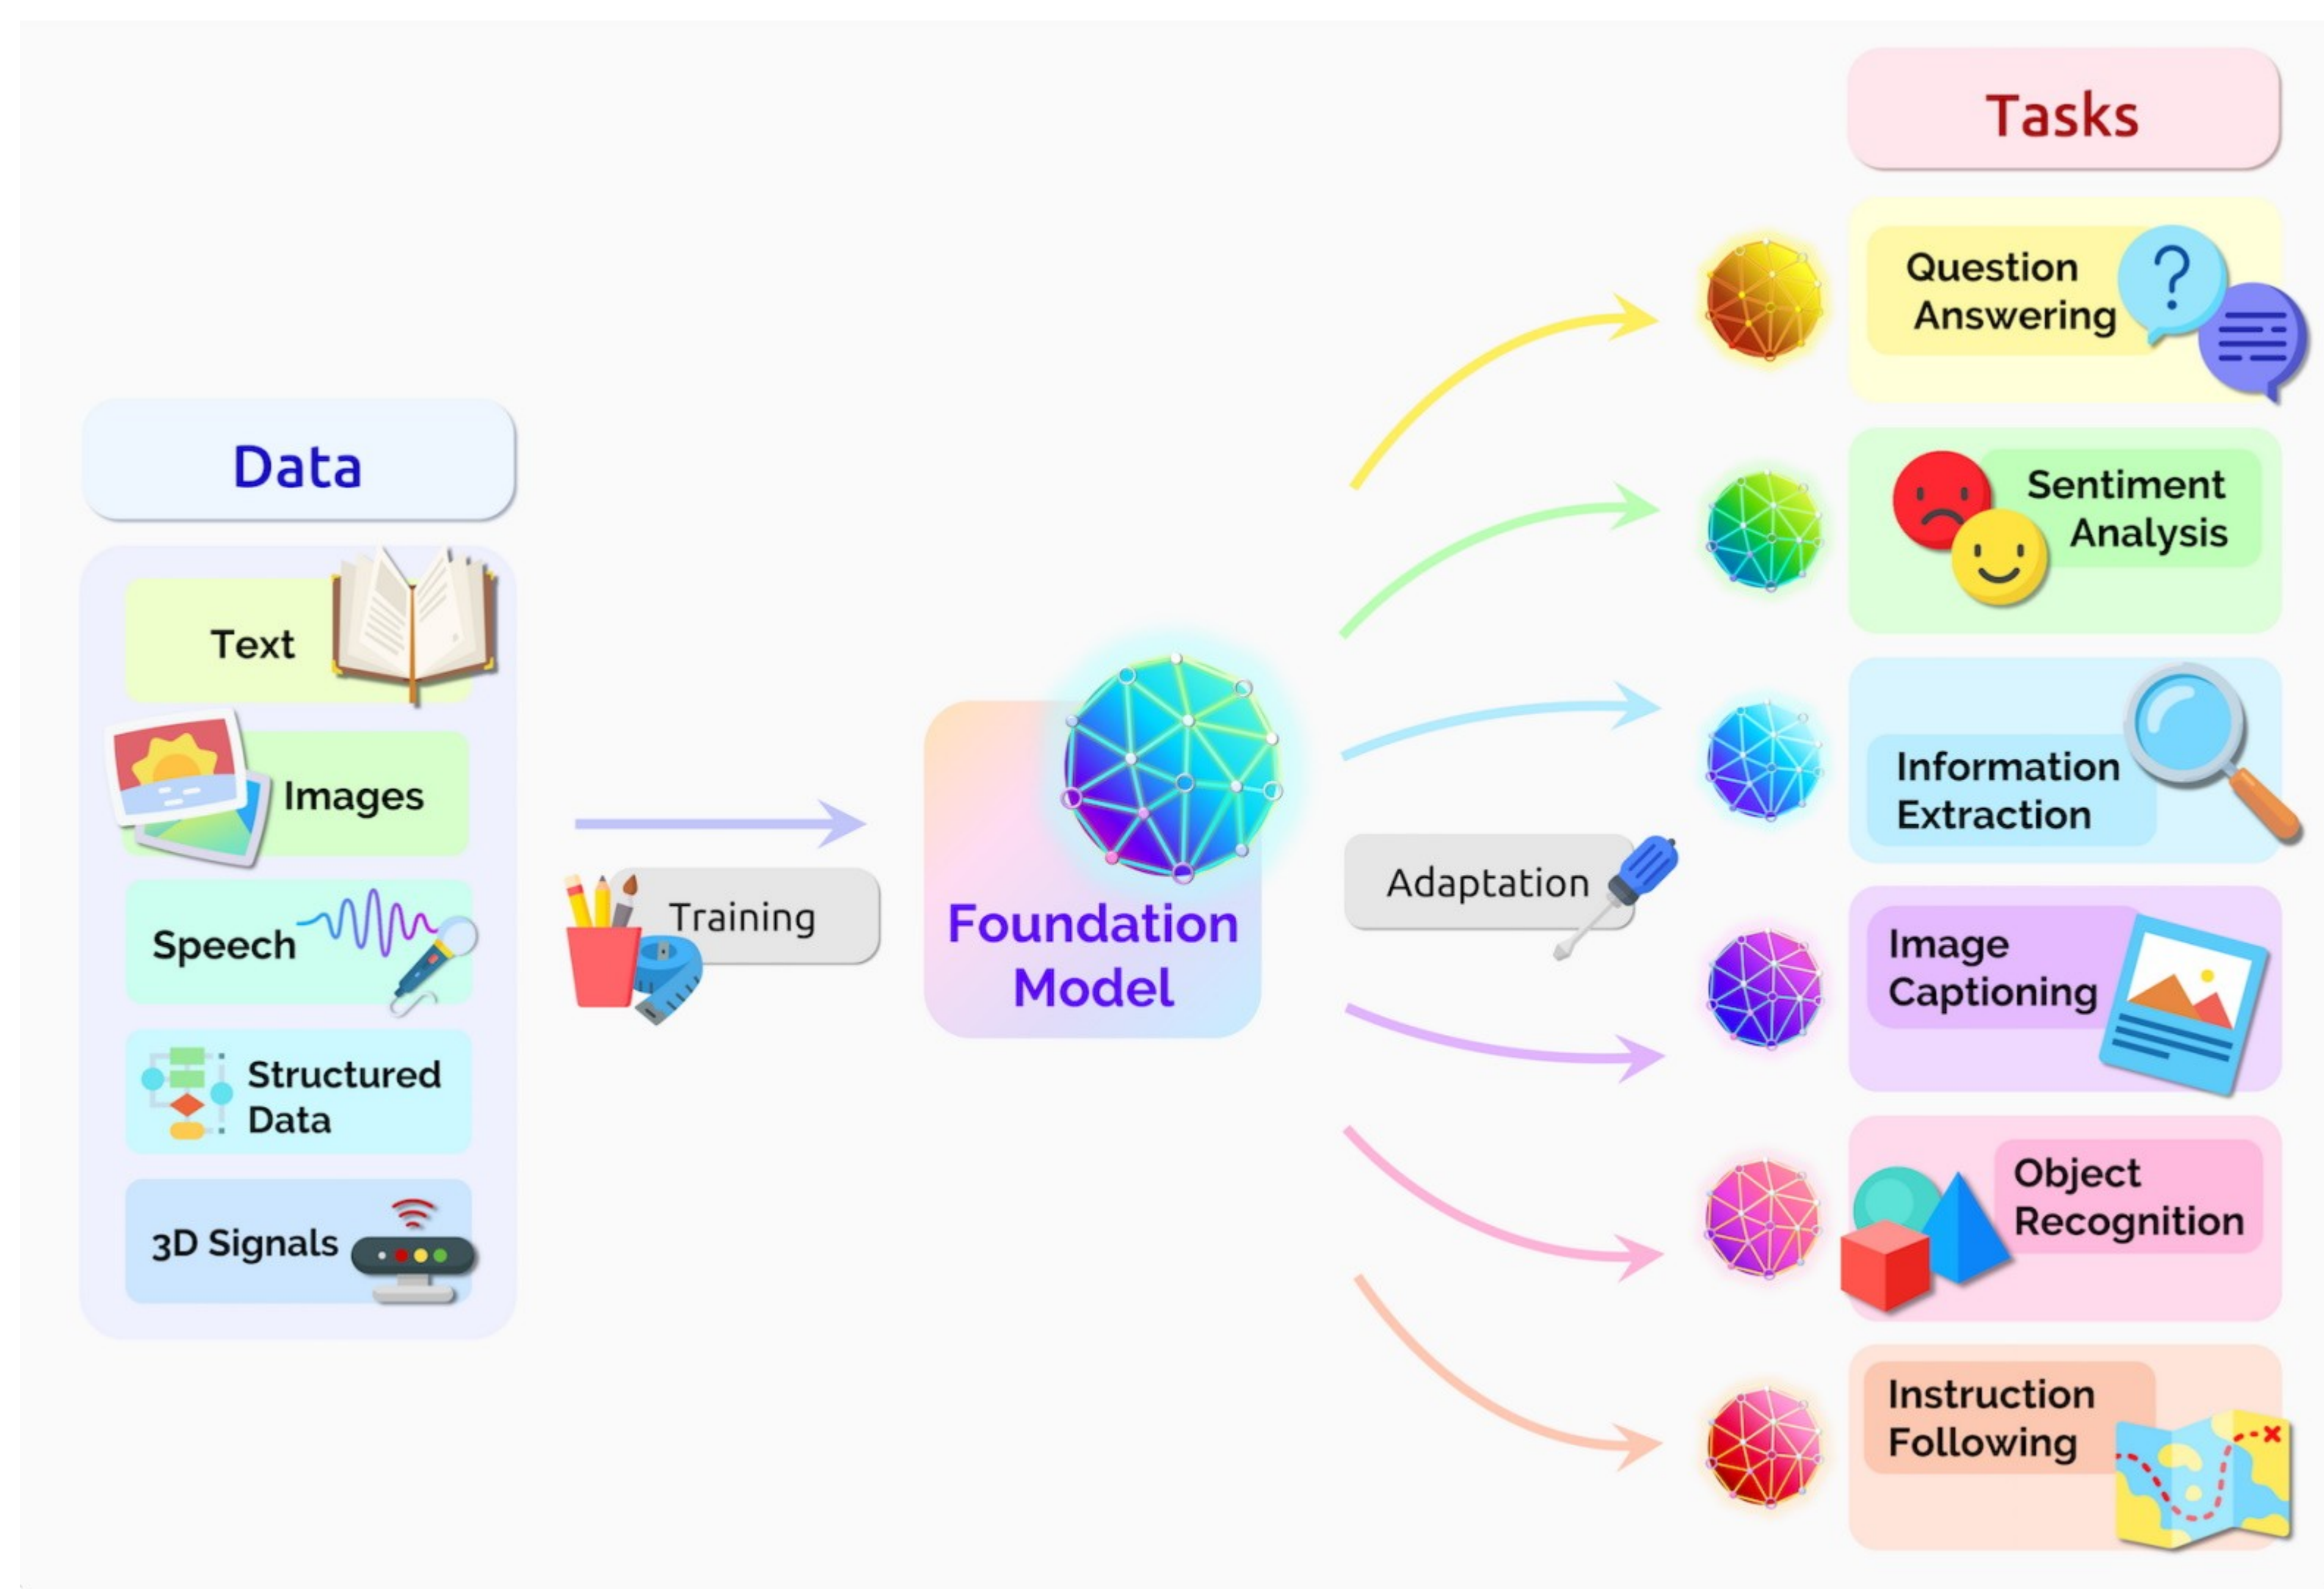 Data
Text
Images
Speech
Structured
Data
3D Signals
Training
Foundation
Model
Adaptation
Tasks
Question
Answering
Sentiment
Analysis
Information
Extraction
Image
Captioning
Object
Recognition
Instruction
Following